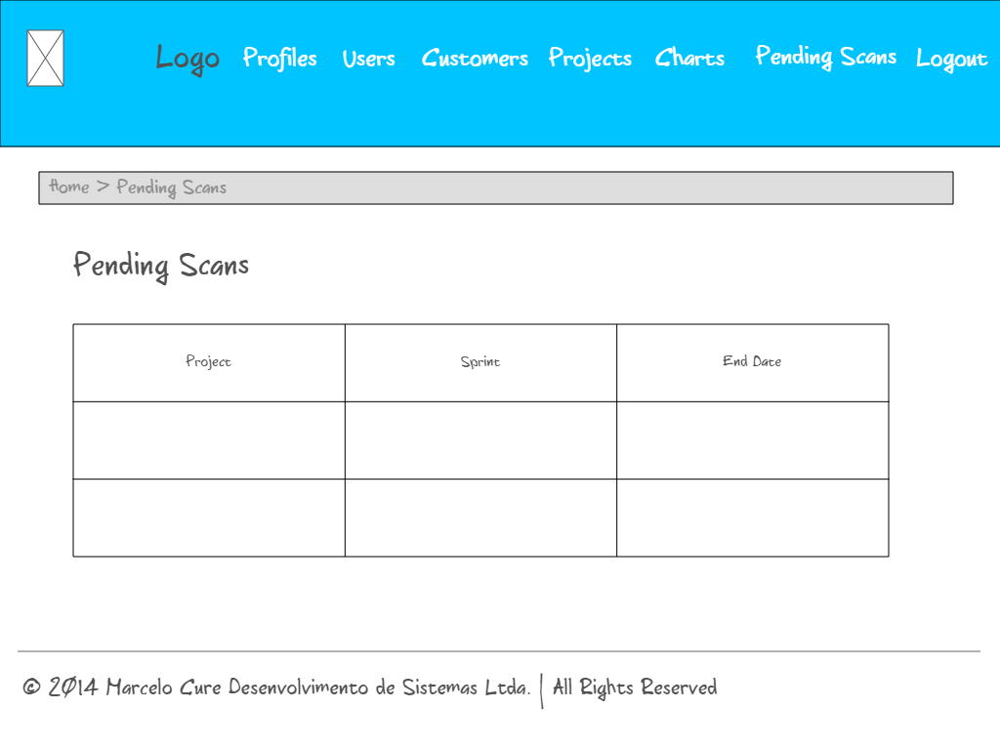 Logo Profiles Users Customers Projects Charts Pending Scans Logout
Home > Pending Scans
Pending Scans
Project Sprint End Date
© 2014 Marcelo Cure Desenvolvimento de Sistemas Ltda. | All Rights Reserved